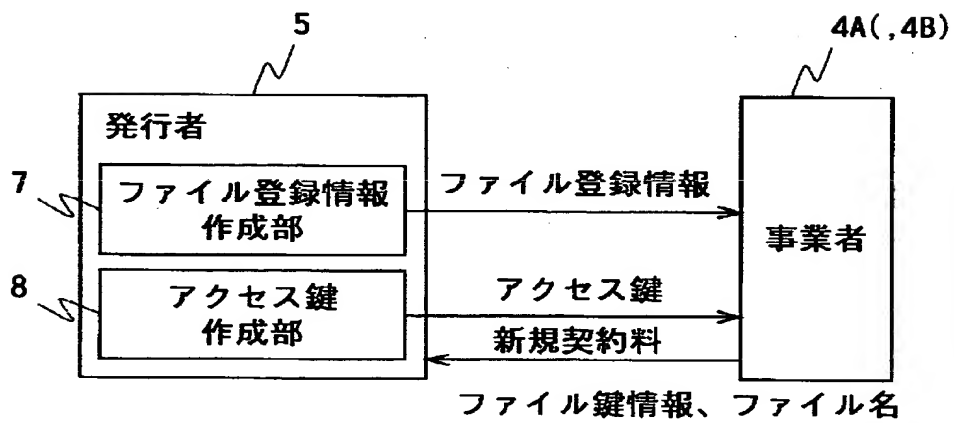 5
4A(,4B)
発行者
7
ファイル登録情報
作成部
ファイル登録情報
事業者
8
アクセス鍵
作成部
アクセス鍵
新規契約料
ファイル鍵情報、ファイル名